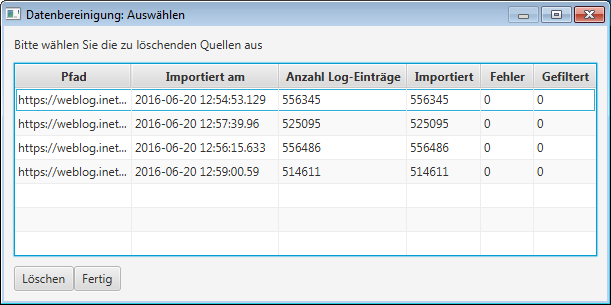 Datenbereinigung: Auswählen
Bitte wählen Sie die zu löschenden Quellen aus
Pfad Importiert am Anzahl Log-Einträge Importiert Fehler Gefiltert
https://weblog.inet... 2016-06-20 12:54:53.129 556345 556345 0 0
https://weblog.inet... 2016-06-20 12:57:39.96 525095 525095 0 0
https://weblog.inet... 2016-06-20 12:56:15.633 556486 556486 0 0
https://weblog.inet... 2016-06-20 12:59:00.59 514611 514611 0 0
Löschen Fertig